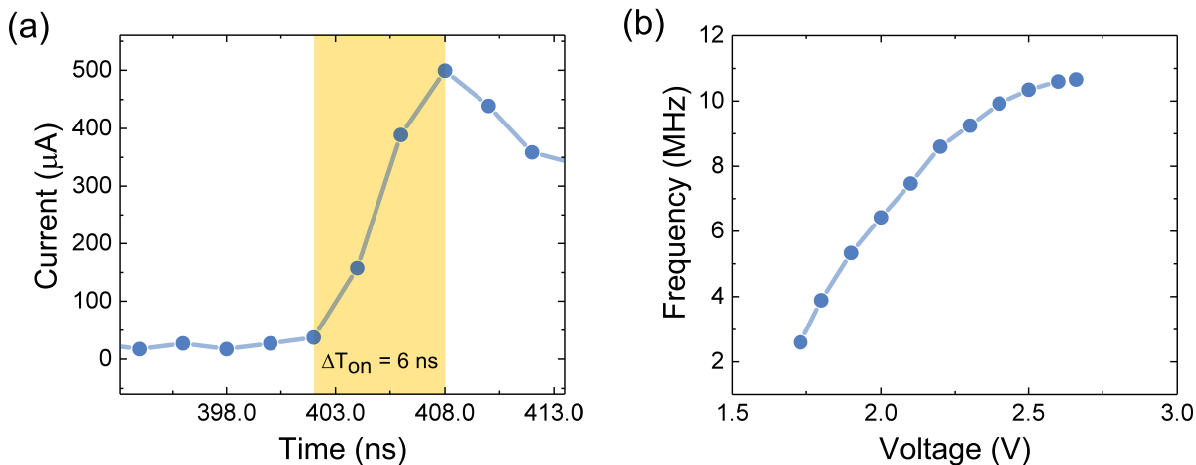 (a)
Current (μA)
500
400
300
200
100
0
ΔTon = 6 ns
398.0 403.0 408.0 413.0
Time (ns)
(b)
Frequency (MHz)
12
10
8
6
4
2
1.5 2.0 2.5 3.0
Voltage (V)